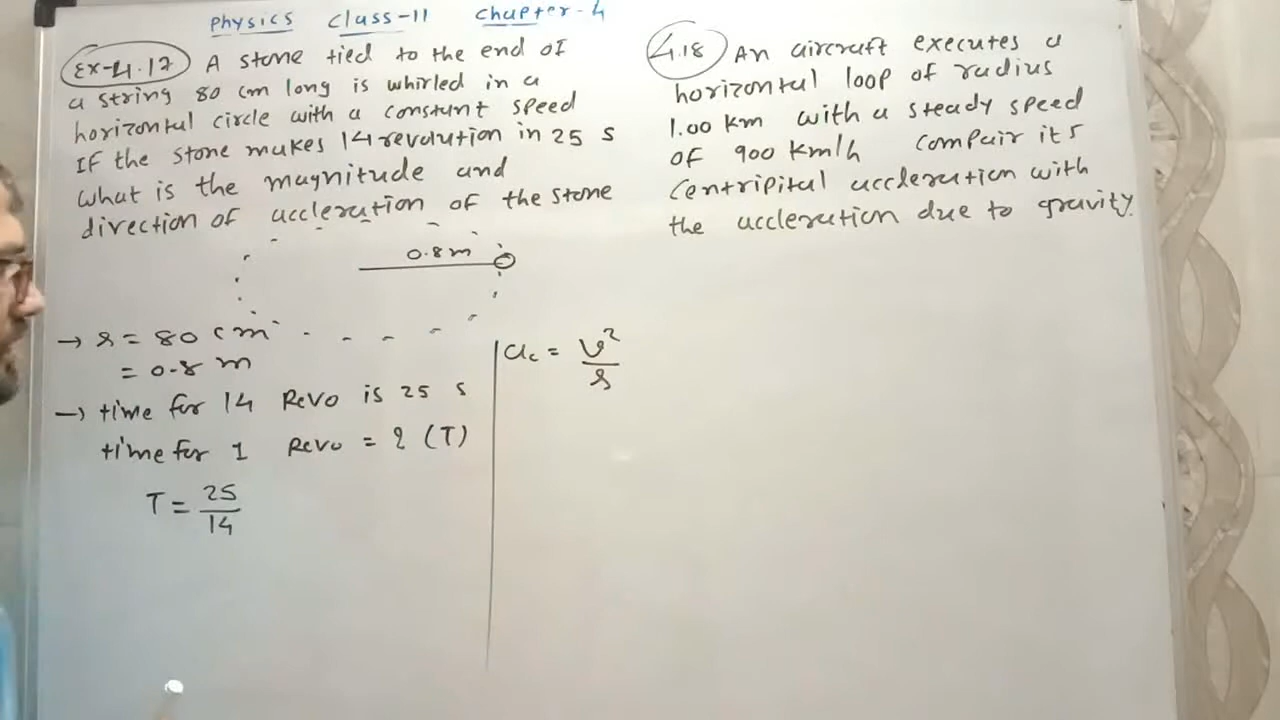 Physics Class-11 Chapter-4
Ex-4.17 A stone tied to the end of
a string 80 cm long is whirled in a
horizontal circle with a constant speed
If the stone makes 14 revolution in 25 s
what is the magnitude and
direction of accleration of the stone
0.8 m
→ r = 80 cm
= 0.8 m
→ time for 14 Revo is 25 s
time for 1 Revo = ? (T)
T = 25/14
ac = v²/r
4.18 An aircraft executes a
horizontal loop of radius
1.00 km with a steady speed
of 900 km/h compair its
centripital accleration with
the accleration due to gravity.